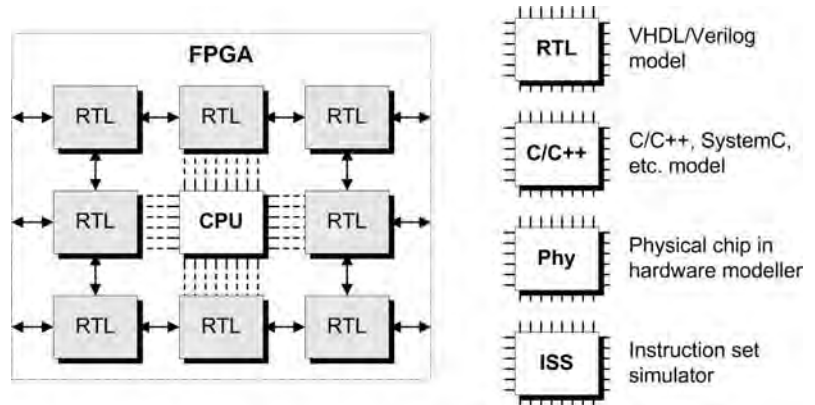 FPGA
RTL RTL RTL
RTL CPU RTL
RTL RTL RTL
RTL
VHDL/Verilog
model
C/C++
C/C++, SystemC,
etc. model
Phy
Physical chip in
hardware modeller
ISS
Instruction set
simulator